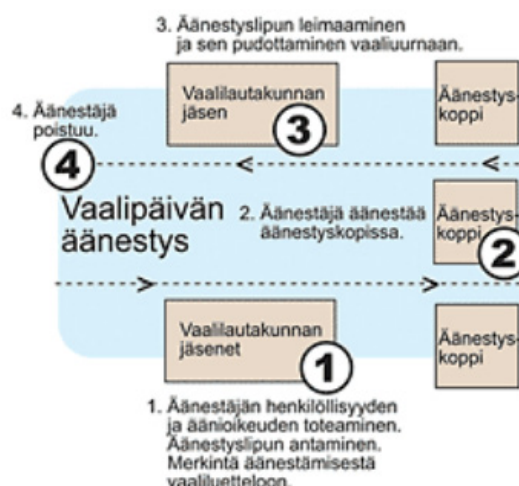 3. Äänestyslipun leimaaminen
ja sen pudottaminen vaaliuurnaan.
Vaalilautakunnan
jäsen
3
Äänestys-
koppi
4. Äänestäjä
poistuu.
4
Vaalipäivän
äänestys
2. Äänestäjä äänestää
äänestyskopissa.
Äänestys-
koppi
2
Vaalilautakunnan
jäsenet
1
Äänestys-
koppi
1. Äänestäjän henkilöllisyyden
ja äänioikeuden toteaminen.
Äänestyslipun antaminen.
Merkintä äänestämisestä
vaaliluetteloon.